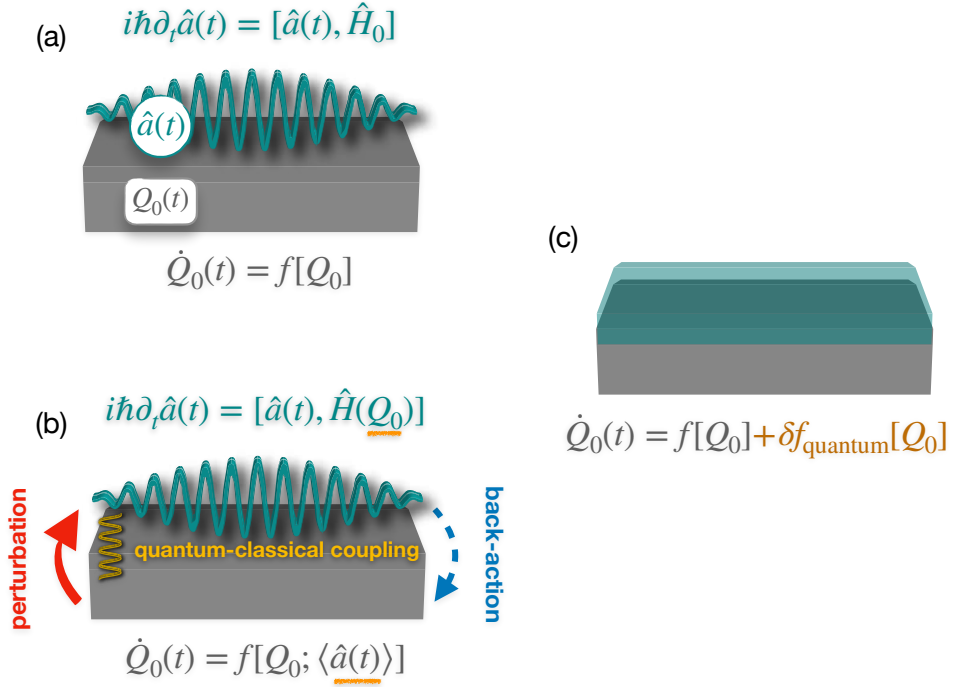 (a)
iħ∂ₜâ(t) = [â(t), Ĥ₀]
â(t)
Q₀(t)
Q̇₀(t) = f[Q₀]
(b)
iħ∂ₜâ(t) = [â(t), Ĥ(Q₀)]
perturbation
quantum-classical coupling
back-action
Q̇₀(t) = f[Q₀; ⟨â(t)⟩]
(c)
Q̇₀(t) = f[Q₀]+δf_quantum[Q₀]